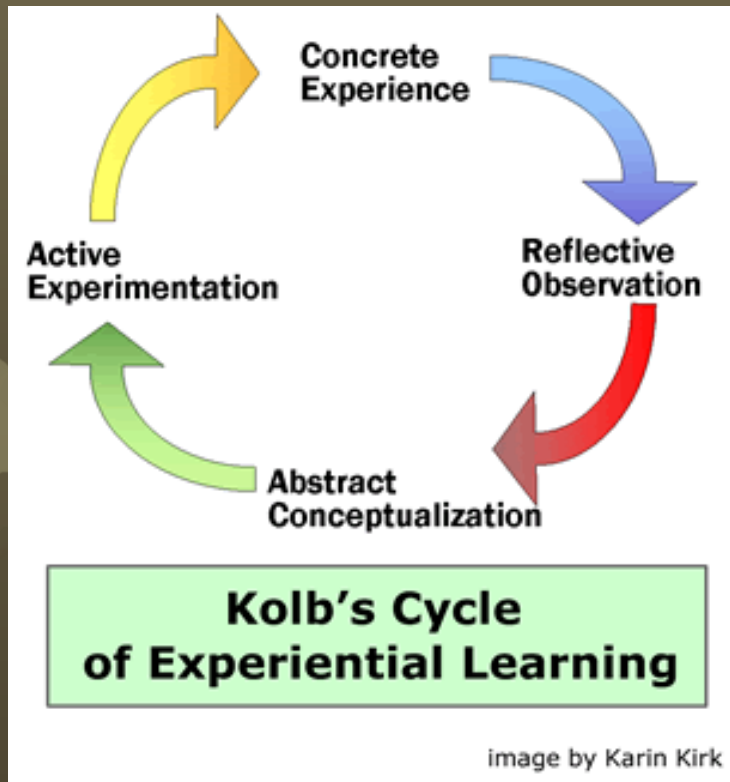 Concrete
Experience
Reflective
Observation
Abstract
Conceptualization
Active
Experimentation
Kolb's Cycle
of Experiential Learning
image by Karin Kirk